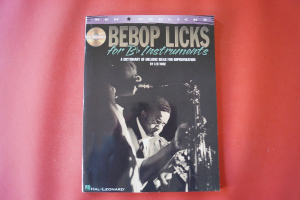 BEBOP LICKS
for B♭ Instruments
A DICTIONARY OF MELODIC IDEAS FOR IMPROVISATION
HAL•LEONARD